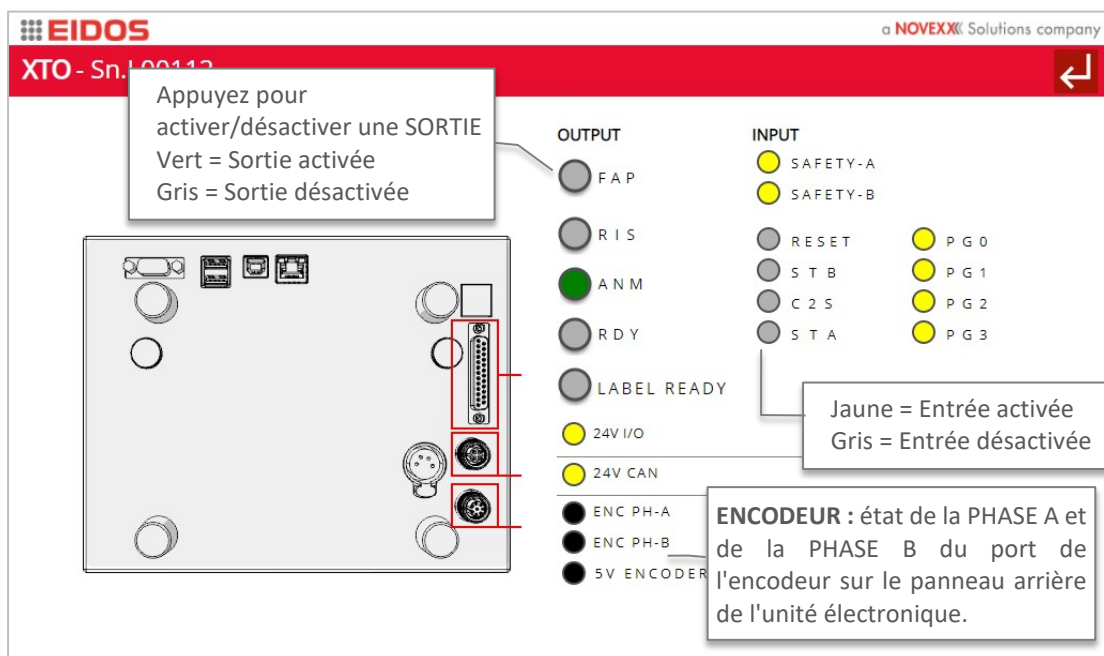 EIDOS
a NOVEXX Solutions company
XTO - Sn.
Appuyez pour
activer/désactiver une SORTIE
Vert = Sortie activée
Gris = Sortie désactivée
OUTPUT
FAP
RIS
ANM
RDY
LABEL READY
24V I/O
24V CAN
ENC PH-A
ENC PH-B
5V ENCODER
INPUT
SAFETY-A
SAFETY-B
RESET
STB
C2S
STA
PG0
PG1
PG2
PG3
Jaune = Entrée activée
Gris = Entrée désactivée
ENCODEUR : état de la PHASE A et
de la PHASE B du port de
l'encodeur sur le panneau arrière
de l'unité électronique.